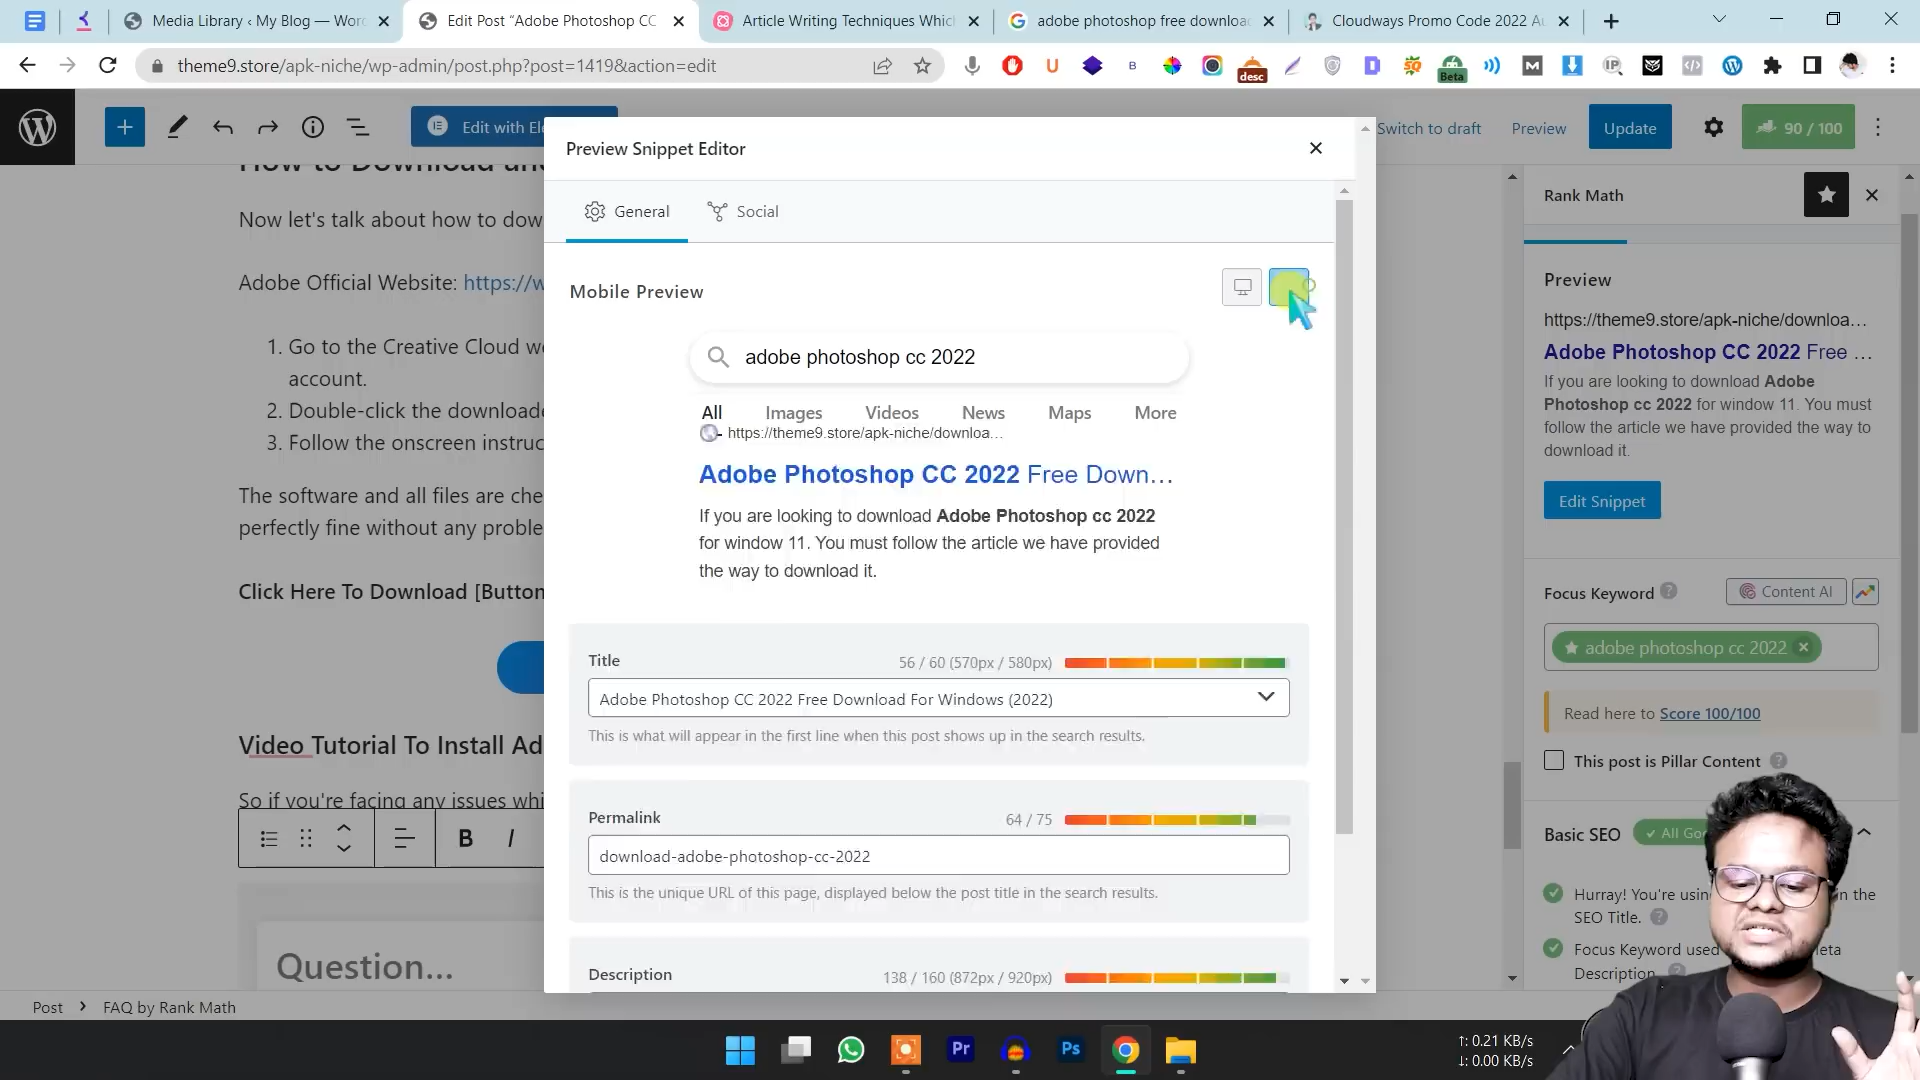 Media Library ‹ My Blog — Wor
Edit Post “Adobe Photoshop CC
Article Writing Techniques Whic
adobe photoshop free downloa
Cloudways Promo Code 2022 A
theme9.store/apk-niche/wp-admin/post.php?post=1419&action=edit
desc
Beta
Edit with Ele
Switch to draft
Preview
Update
90 / 100
How to Download an
Now let's talk about how to dow
Adobe Official Website: https://w
1. Go to the Creative Cloud we
account.
2. Double-click the downloade
3. Follow the onscreen instruc
The software and all files are che
perfectly fine without any proble
Click Here To Download [Button
Video Tutorial To Install Ad
So if you're facing any issues whi
B I
Question...
Post > FAQ by Rank Math
Preview Snippet Editor
General
Social
Mobile Preview
adobe photoshop cc 2022
All Images Videos News Maps More
https://theme9.store/apk-niche/downloa…
Adobe Photoshop CC 2022 Free Down…
If you are looking to download Adobe Photoshop cc 2022
for window 11. You must follow the article we have provided
the way to download it.
Title
56 / 60 (570px / 580px)
Adobe Photoshop CC 2022 Free Download For Windows (2022)
This is what will appear in the first line when this post shows up in the search results.
Permalink
64 / 75
download-adobe-photoshop-cc-2022
This is the unique URL of this page, displayed below the post title in the search results.
Description
138 / 160 (872px / 920px)
Rank Math
Preview
https://theme9.store/apk-niche/downloa…
Adobe Photoshop CC 2022 Free …
If you are looking to download Adobe
Photoshop cc 2022 for window 11. You must
follow the article we have provided the way to
download it.
Edit Snippet
Focus Keyword
Content AI
adobe photoshop cc 2022
Read here to Score 100/100
This post is Pillar Content
Basic SEO
All Go
Hurray! You're usin
n the
SEO Title.
Focus Keyword used
eta
Description
Pr
Ps
↑: 0.21 KB/s
↓: 0.00 KB/s